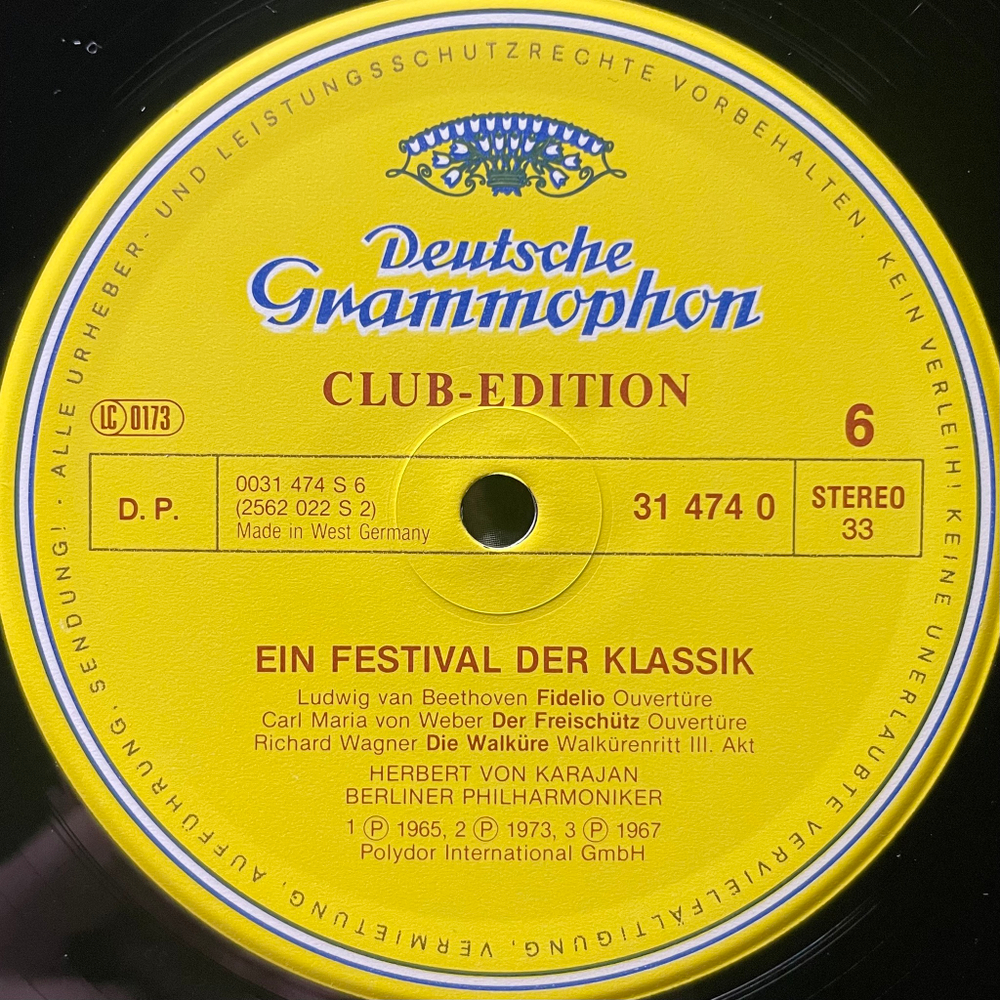 ALLE URHEBER- UND LEISTUNGSSCHUTZRECHTE VORBEHALTEN. KEIN VERLEIH! KEINE UNERLAUBTE VERVIELFÄLTIGUNG, VERMIETUNG, AUFFÜHRUNG, SENDUNG! ·
Deutsche
Grammophon
CLUB-EDITION
LC 0173
6
D. P.
0031 474 S 6
(2562 022 S 2)
Made in West Germany
31 474 0
STEREO
33
EIN FESTIVAL DER KLASSIK
Ludwig van Beethoven Fidelio Ouvertüre
Carl Maria von Weber Der Freischütz Ouvertüre
Richard Wagner Die Walküre Walkürenritt III. Akt
HERBERT VON KARAJAN
BERLINER PHILHARMONIKER
1 Ⓟ 1965, 2 Ⓟ 1973, 3 Ⓟ 1967
Polydor International GmbH